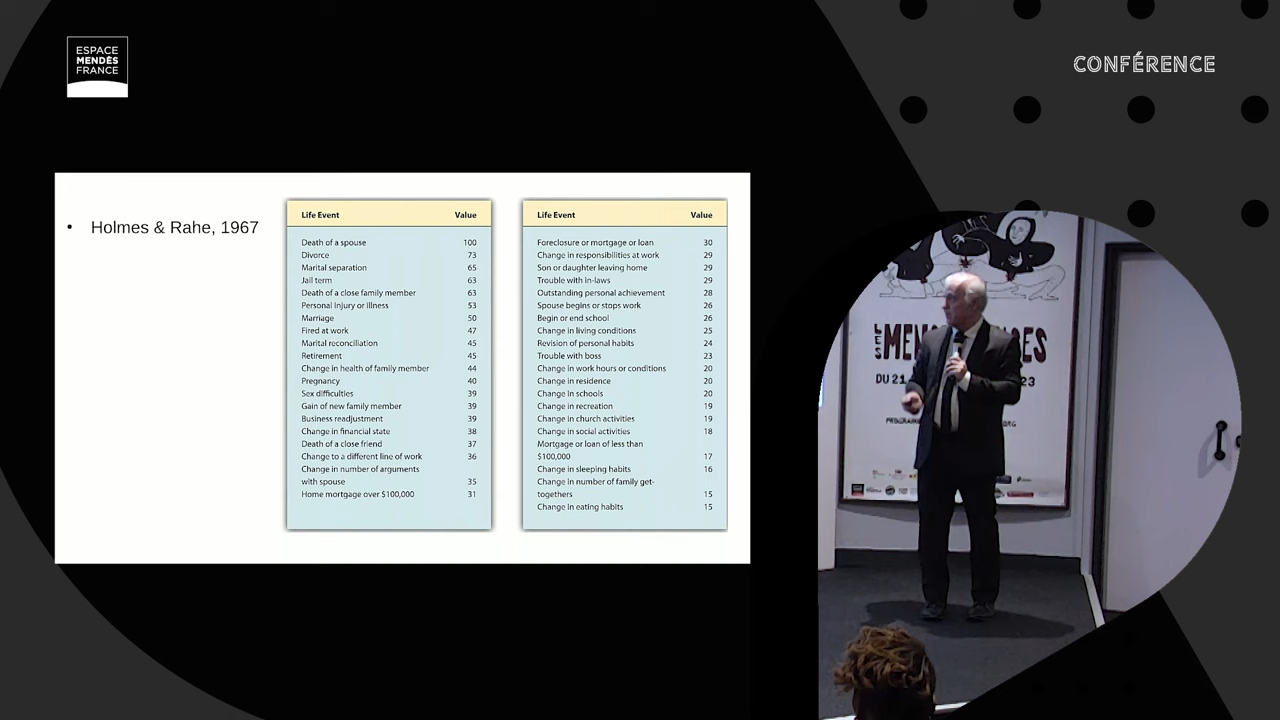 ESPACE
MENDÈS
FRANCE
CONFÉRENCE
• Holmes & Rahe, 1967
Life Event Value
Death of a spouse 100
Divorce 73
Marital separation 65
Jail term 63
Death of a close family member 63
Personal Injury or Illness 53
Marriage 50
Fired at work 47
Marital reconciliation 45
Retirement 45
Change in health of family member 44
Pregnancy 40
Sex difficulties 39
Gain of new family member 39
Business readjustment 39
Change in financial state 38
Death of a close friend 37
Change to a different line of work 36
Change in number of arguments
with spouse 35
Home mortgage over $100,000 31
Life Event Value
Foreclosure or mortgage or loan 30
Change in responsibilities at work 29
Son or daughter leaving home 29
Trouble with in-laws 29
Outstanding personal achievement 28
Spouse begins or stops work 26
Begin or end school 26
Change in living conditions 25
Revision of personal habits 24
Trouble with boss 23
Change in work hours or conditions 20
Change in residence 20
Change in schools 20
Change in recreation 19
Change in church activities 19
Change in social activities 18
Mortgage or loan of less than
$100,000 17
Change in sleeping habits 16
Change in number of family get-
togethers 15
Change in eating habits 15
LES
DU 21
23